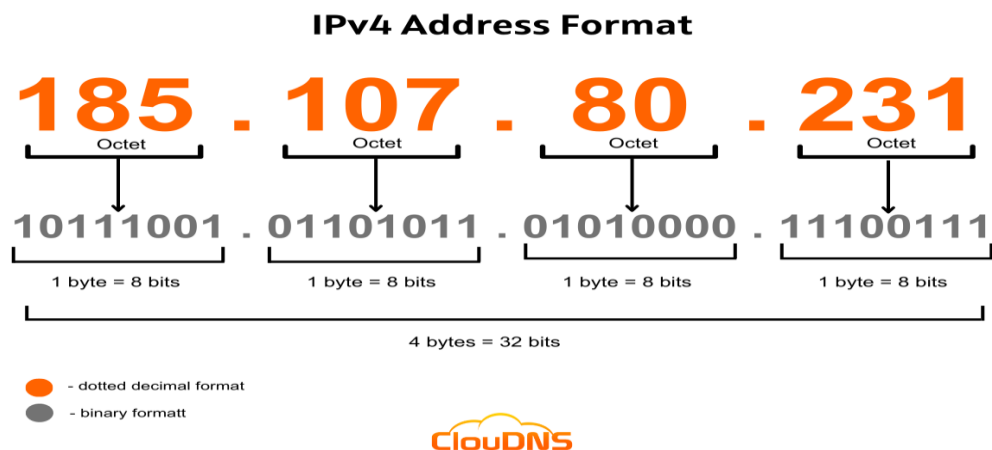 IPv4 Address Format
185 . 107 . 80 . 231
Octet Octet Octet Octet
10111001 . 01101011 . 01010000 . 11100111
1 byte = 8 bits 1 byte = 8 bits 1 byte = 8 bits 1 byte = 8 bits
4 bytes = 32 bits
- dotted decimal format
- binary formatt
ClouDNS